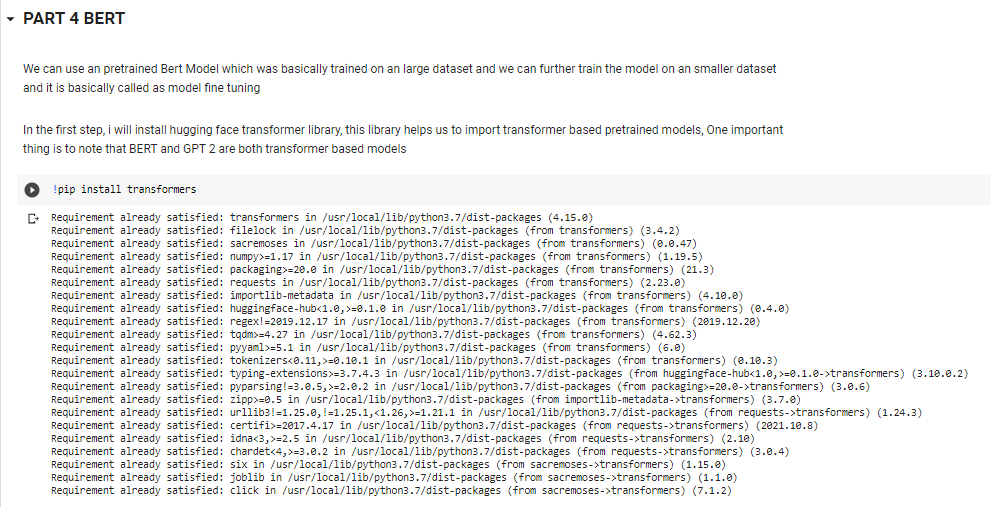 PART 4 BERT
We can use an pretrained Bert Model which was basically trained on an large dataset and we can further train the model on an smaller dataset
and it is basically called as model fine tuning
In the first step, i will install hugging face transformer library, this library helps us to import transformer based pretrained models, One important
thing is to note that BERT and GPT 2 are both transformer based models
!pip install transformers
Requirement already satisfied: transformers in /usr/local/lib/python3.7/dist-packages (4.15.0)
Requirement already satisfied: filelock in /usr/local/lib/python3.7/dist-packages (from transformers) (3.4.2)
Requirement already satisfied: sacremoses in /usr/local/lib/python3.7/dist-packages (from transformers) (0.0.47)
Requirement already satisfied: numpy>=1.17 in /usr/local/lib/python3.7/dist-packages (from transformers) (1.19.5)
Requirement already satisfied: packaging>=20.0 in /usr/local/lib/python3.7/dist-packages (from transformers) (21.3)
Requirement already satisfied: requests in /usr/local/lib/python3.7/dist-packages (from transformers) (2.23.0)
Requirement already satisfied: importlib-metadata in /usr/local/lib/python3.7/dist-packages (from transformers) (4.10.0)
Requirement already satisfied: huggingface-hub<1.0,>=0.1.0 in /usr/local/lib/python3.7/dist-packages (from transformers) (0.4.0)
Requirement already satisfied: regex!=2019.12.17 in /usr/local/lib/python3.7/dist-packages (from transformers) (2019.12.20)
Requirement already satisfied: tqdm>=4.27 in /usr/local/lib/python3.7/dist-packages (from transformers) (4.62.3)
Requirement already satisfied: pyyaml>=5.1 in /usr/local/lib/python3.7/dist-packages (from transformers) (6.0)
Requirement already satisfied: tokenizers<0.11,>=0.10.1 in /usr/local/lib/python3.7/dist-packages (from transformers) (0.10.3)
Requirement already satisfied: typing-extensions>=3.7.4.3 in /usr/local/lib/python3.7/dist-packages (from huggingface-hub<1.0,>=0.1.0->transformers) (3.10.0.2)
Requirement already satisfied: pyparsing!=3.0.5,>=2.0.2 in /usr/local/lib/python3.7/dist-packages (from packaging>=20.0->transformers) (3.0.6)
Requirement already satisfied: zipp>=0.5 in /usr/local/lib/python3.7/dist-packages (from importlib-metadata->transformers) (3.7.0)
Requirement already satisfied: urllib3!=1.25.0,!=1.25.1,<1.26,>=1.21.1 in /usr/local/lib/python3.7/dist-packages (from requests->transformers) (1.24.3)
Requirement already satisfied: certifi>=2017.4.17 in /usr/local/lib/python3.7/dist-packages (from requests->transformers) (2021.10.8)
Requirement already satisfied: idna<3,>=2.5 in /usr/local/lib/python3.7/dist-packages (from requests->transformers) (2.10)
Requirement already satisfied: chardet<4,>=3.0.2 in /usr/local/lib/python3.7/dist-packages (from requests->transformers) (3.0.4)
Requirement already satisfied: six in /usr/local/lib/python3.7/dist-packages (from sacremoses->transformers) (1.15.0)
Requirement already satisfied: joblib in /usr/local/lib/python3.7/dist-packages (from sacremoses->transformers) (1.1.0)
Requirement already satisfied: click in /usr/local/lib/python3.7/dist-packages (from sacremoses->transformers) (7.1.2)